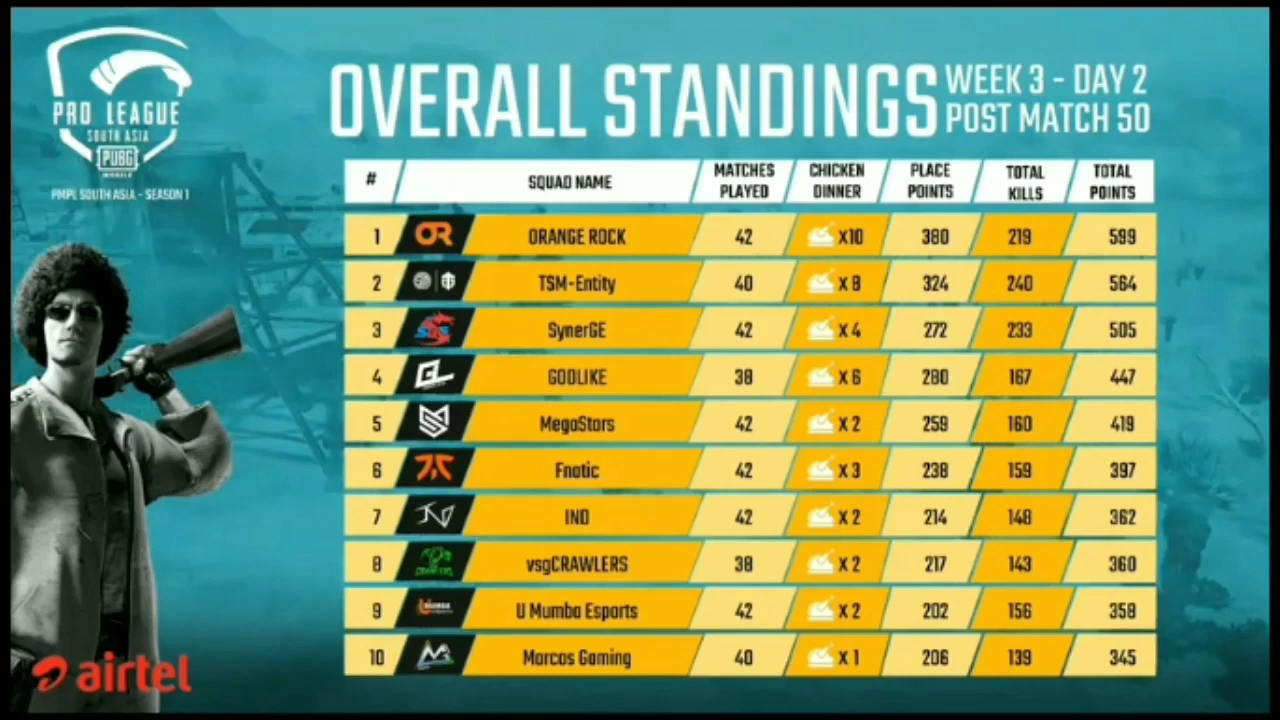 PRO LEAGUE
SOUTH ASIA
PUBG
MOBILE
PMPL SOUTH ASIA - SEASON 1
OVERALL STANDINGS
WEEK 3 - DAY 2
POST MATCH 50
# SQUAD NAME MATCHES PLAYED CHICKEN DINNER PLACE POINTS TOTAL KILLS TOTAL POINTS
1 OR ORANGE ROCK 42 X10 380 219 599
2 TSM-Entity 40 X 8 324 240 564
3 SynerGE 42 X 4 272 233 505
4 GL GODLIKE 38 X 6 280 167 447
5 MegaStars 42 X 2 259 160 419
6 Fnatic 42 X 3 238 159 397
7 IND 42 X 2 214 148 362
8 vsgCRAWLERS 38 X 2 217 143 360
9 U Mumba Esports 42 X 2 202 156 358
10 Marcos Gaming 40 X 1 206 139 345
airtel